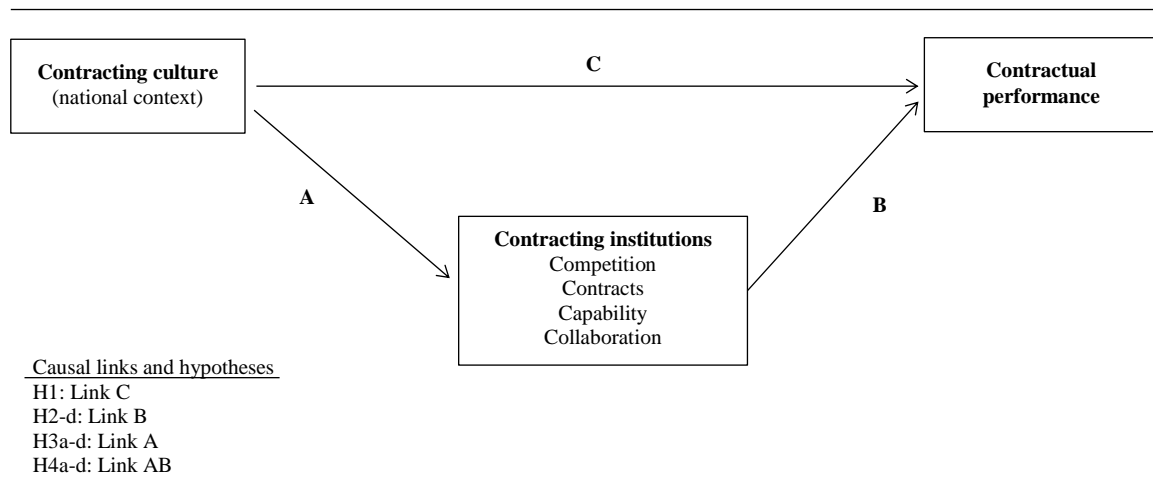 Contracting culture
(national context)
C
Contractual
performance
A
B
Contracting institutions
Competition
Contracts
Capability
Collaboration
Causal links and hypotheses
H1: Link C
H2-d: Link B
H3a-d: Link A
H4a-d: Link AB